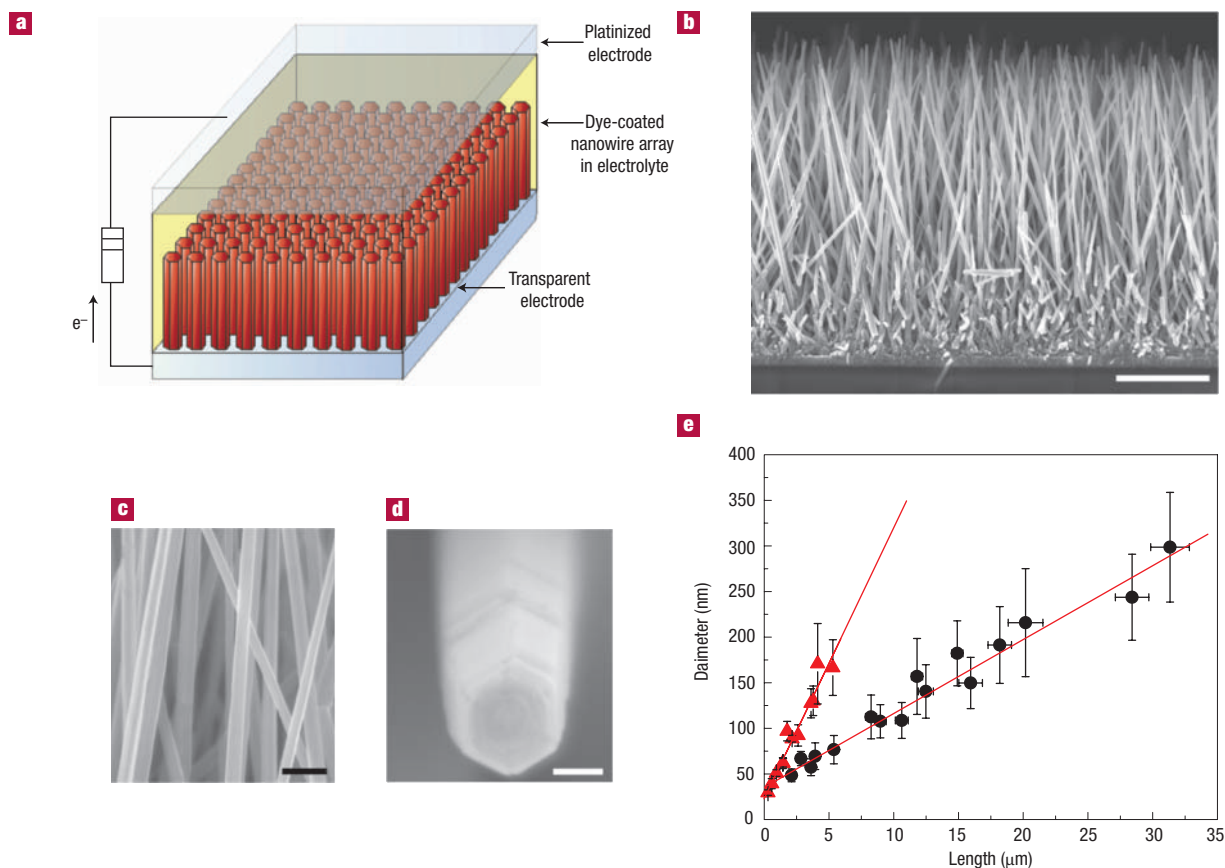 a
Platinized
electrode
Dye-coated
nanowire array
in electrolyte
Transparent
electrode
e–
b
c
d
e
400
350
300
250
200
150
100
50
0
Daimeter (nm)
0 5 10 15 20 25 30 35
Length (μm)